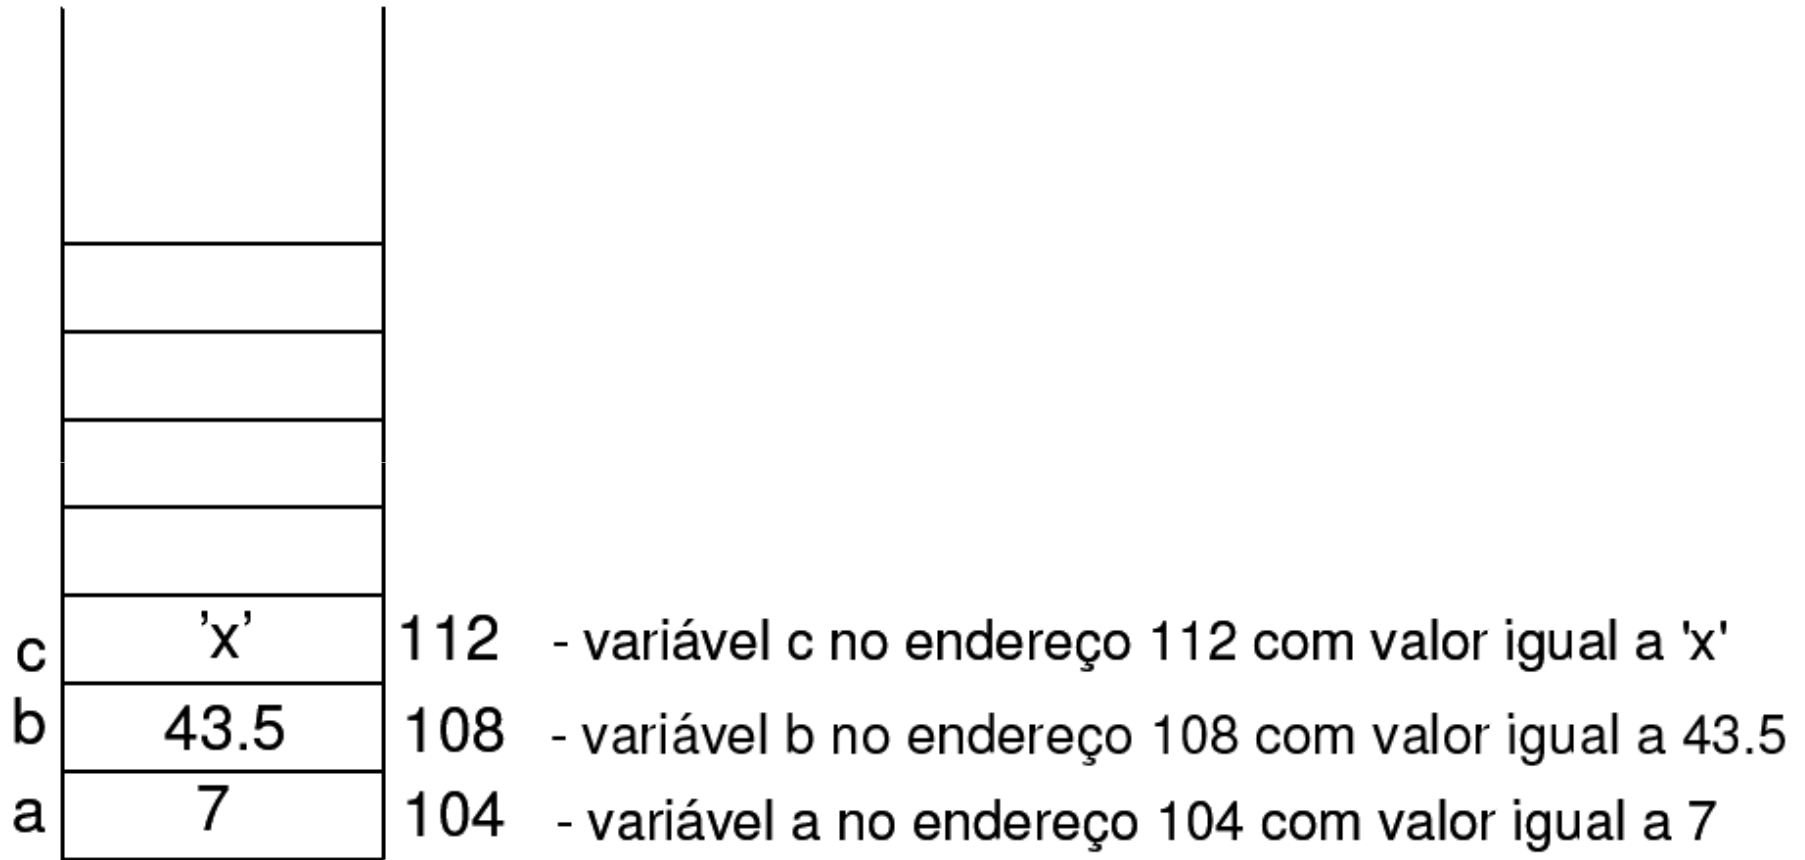 c 'x' 112 - variável c no endereço 112 com valor igual a 'x'
b 43.5 108 - variável b no endereço 108 com valor igual a 43.5
a 7 104 - variável a no endereço 104 com valor igual a 7